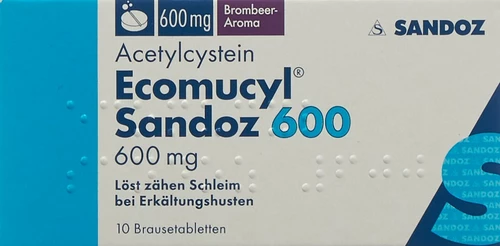 600 mg
Brombeer-
Aroma
SANDOZ
Acetylcystein
Ecomucyl®
Sandoz 600
600 mg
Löst zähen Schleim
bei Erkältungshusten
10 Brausetabletten
SANDOZ